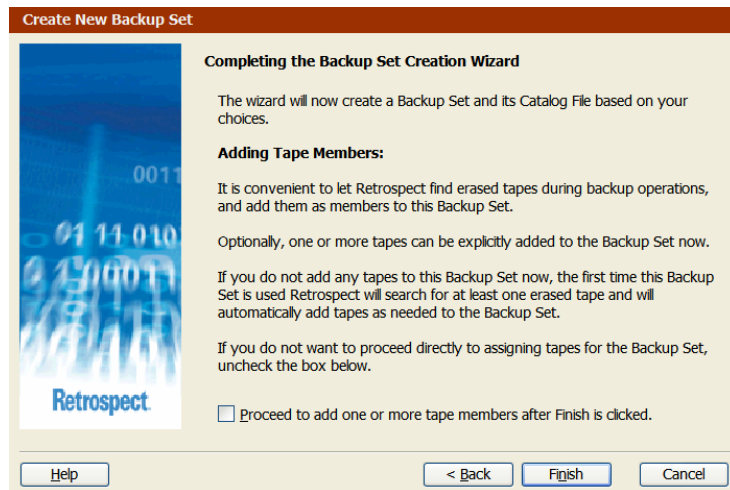 Create New Backup Set
Completing the Backup Set Creation Wizard
The wizard will now create a Backup Set and its Catalog File based on your
choices.
Adding Tape Members:
It is convenient to let Retrospect find erased tapes during backup operations,
and add them as members to this Backup Set.
Optionally, one or more tapes can be explicitly added to the Backup Set now.
If you do not add any tapes to this Backup Set now, the first time this Backup
Set is used Retrospect will search for at least one erased tape and will
automatically add tapes as needed to the Backup Set.
If you do not want to proceed directly to assigning tapes for the Backup Set,
uncheck the box below.
Proceed to add one or more tape members after Finish is clicked.
0011
01 11 010
Retrospect.
Help
< Back
Finish
Cancel